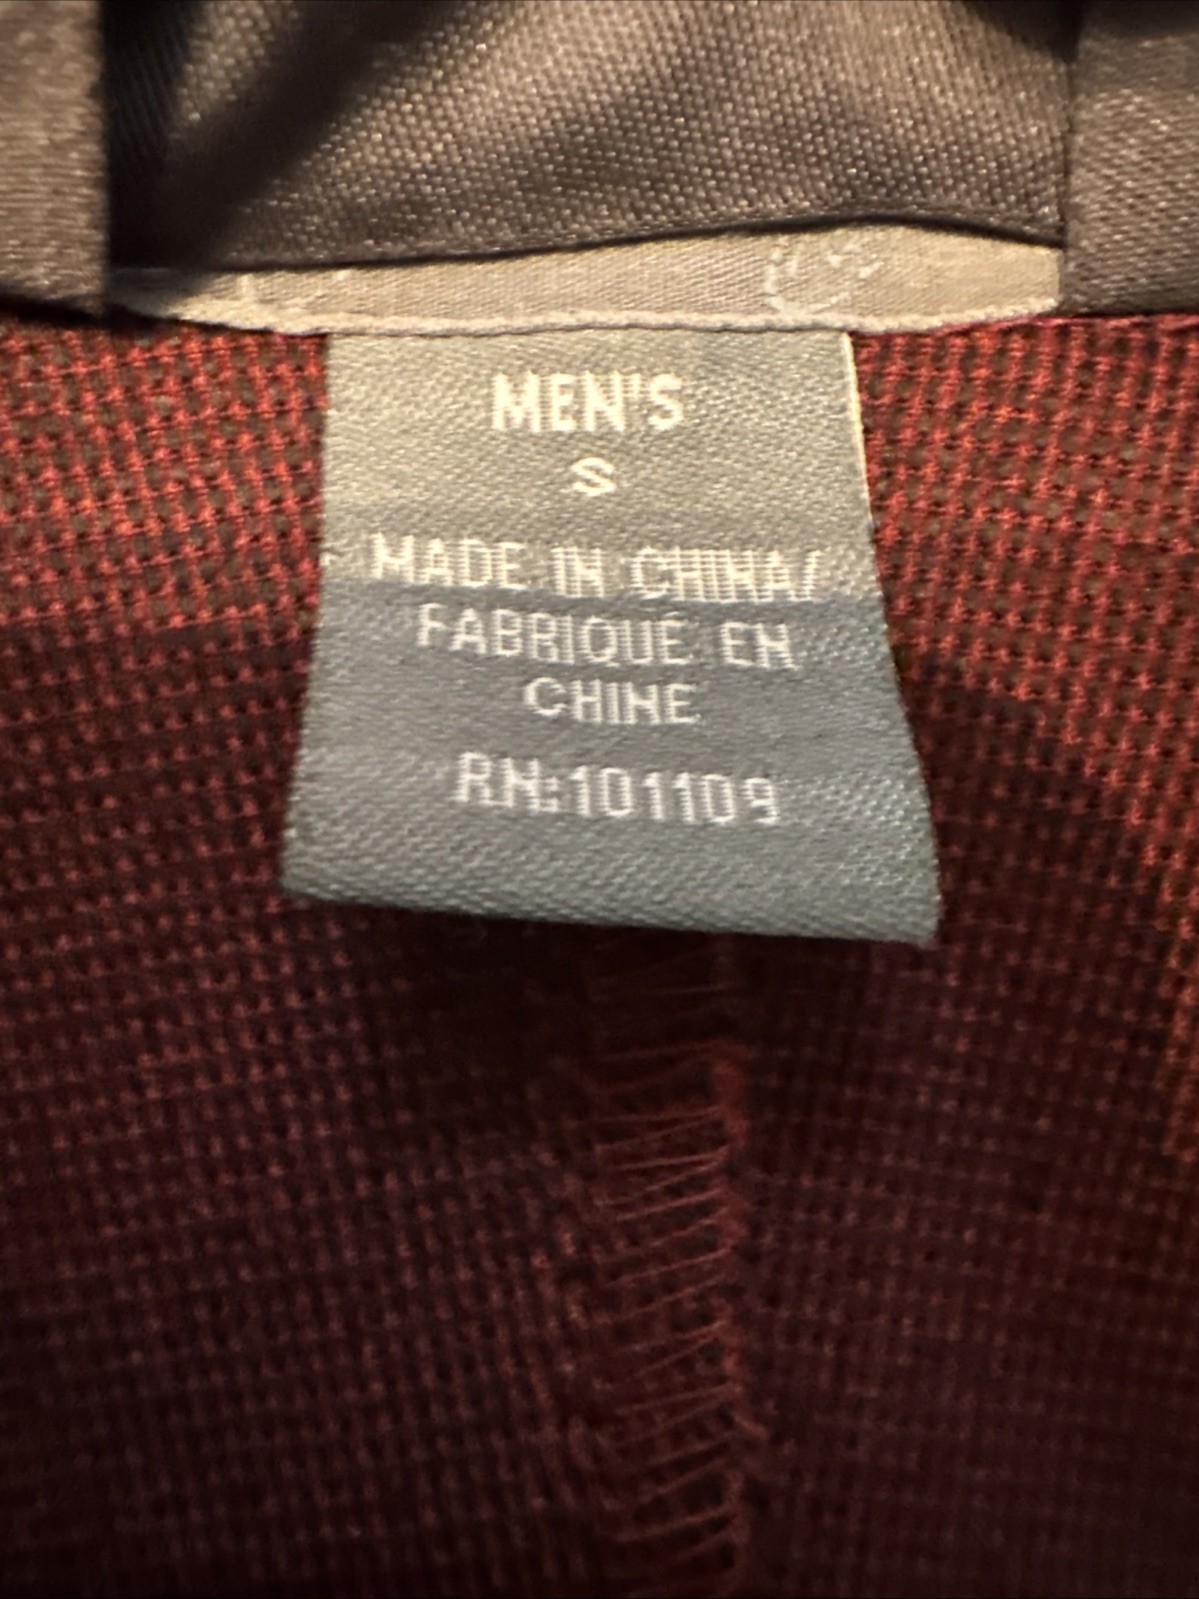 MEN'S
S
MADE IN CHINA/
FABRIQUE EN
CHINE
RN:101109